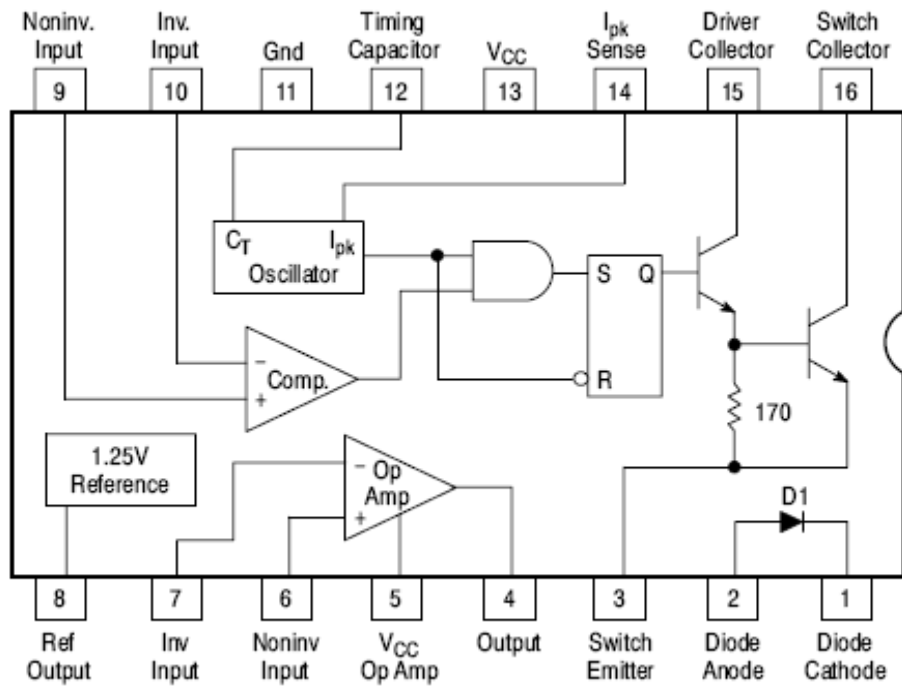 Noninv. Input
Inv. Input
Gnd
Timing Capacitor
VCC
Ipk Sense
Driver Collector
Switch Collector
9 10 11 12 13 14 15 16
CT Ipk
Oscillator
S Q
R
-
Comp.
+
170
1.25V
Reference
- Op
Amp
+
D1
8 7 6 5 4 3 2 1
Ref Output
Inv Input
Noninv Input
VCC Op Amp
Output
Switch Emitter
Diode Anode
Diode Cathode